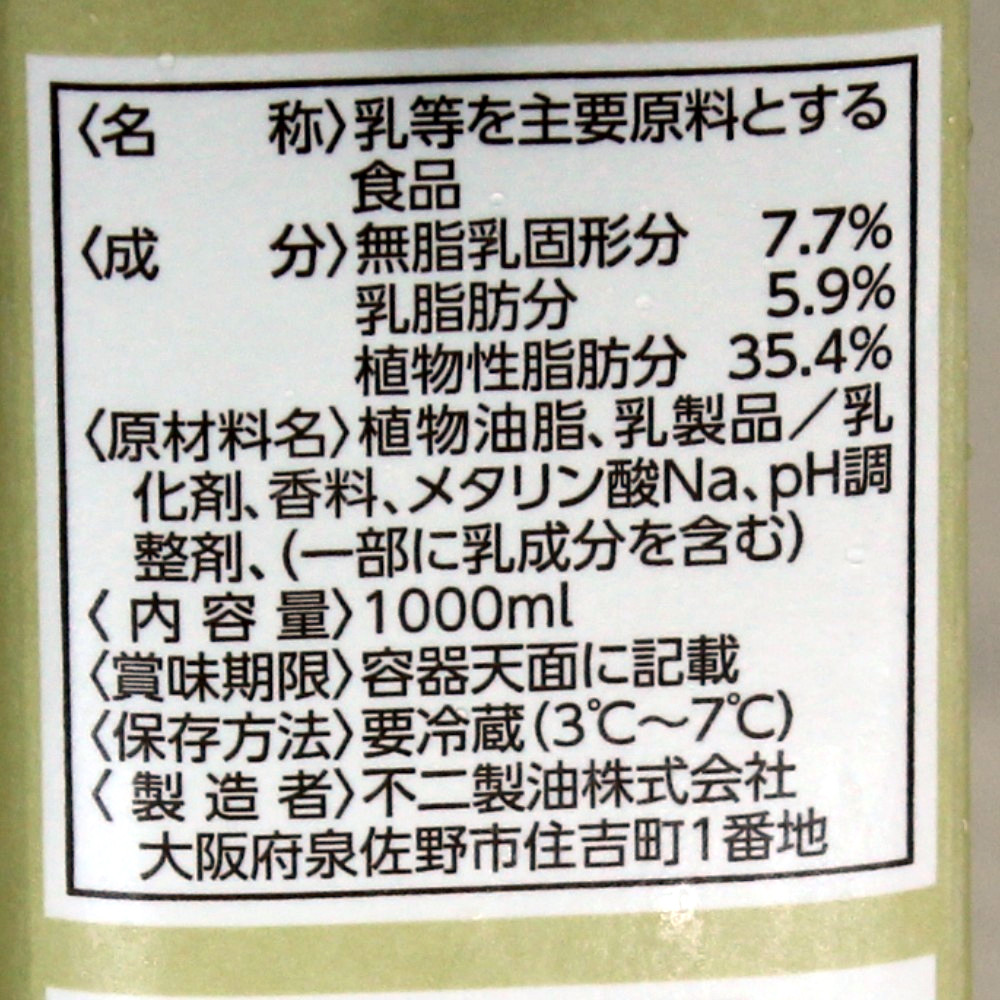 〈名　　称〉乳等を主要原料とする
食品
〈成　　分〉無脂乳固形分　7.7%
乳脂肪分　5.9%
植物性脂肪分　35.4%
〈原材料名〉植物油脂、乳製品／乳
化剤、香料、メタリン酸Na、pH調
整剤、(一部に乳成分を含む)
〈内容量〉1000ml
〈賞味期限〉容器天面に記載
〈保存方法〉要冷蔵(3℃～7℃)
〈製造者〉不二製油株式会社
大阪府泉佐野市住吉町1番地